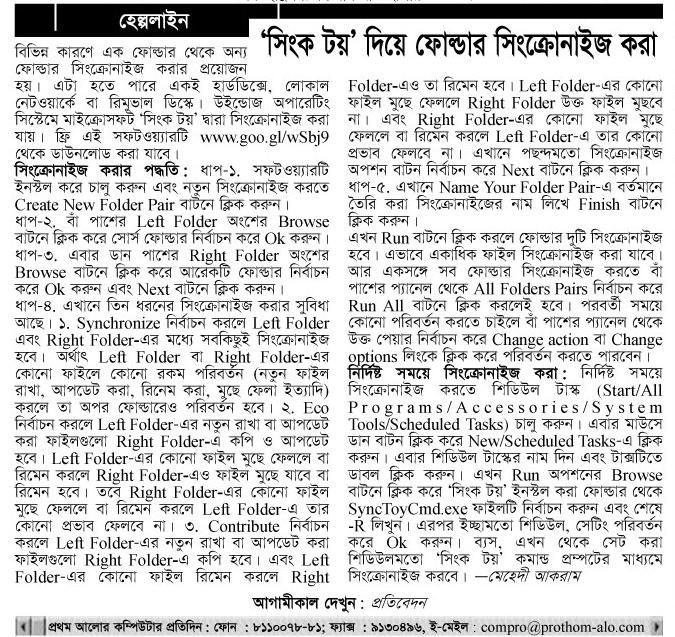 হেল্পলাইন
'সিংক টয়' দিয়ে ফোল্ডার সিংক্রোনাইজ করা
বিভিন্ন কারণে এক ফোল্ডার থেকে অন্য
ফোল্ডার সিংক্রোনাইজ করার প্রয়োজন
হয়। এটা হতে পারে একই হার্ডডিস্কে, লোকাল
নেটওয়ার্কে বা রিমুভাল ডিস্কে। উইন্ডোজ অপারেটিং
সিস্টেমে মাইক্রোসফট 'সিংক টয়' দ্বারা সিংক্রোনাইজ করা
যায়। ফ্রি এই সফটওয়্যারটি www.goo.gl/wSbj9
থেকে ডাউনলোড করা যাবে।
সিংক্রোনাইজ করার পদ্ধতি : ধাপ-১. সফটওয়্যারটি
ইনস্টল করে চালু করুন এবং নতুন সিংক্রোনাইজ করতে
Create New Folder Pair বাটনে ক্লিক করুন।
ধাপ-২. বাঁ পাশের Left Folder অংশের Browse
বাটনে ক্লিক করে সোর্স ফোল্ডার নির্বাচন করে Ok করুন।
ধাপ-৩. এবার ডান পাশের Right Folder অংশের
Browse বাটনে ক্লিক করে আরেকটি ফোল্ডার নির্বাচন
করে Ok করুন এবং Next বাটনে ক্লিক করুন।
ধাপ-৪. এখানে তিন ধরনের সিংক্রোনাইজ করার সুবিধা
আছে। ১. Synchronize নির্বাচন করলে Left Folder
এবং Right Folder-এর মধ্যে সবকিছুই সিংক্রোনাইজ
হবে। অর্থাৎ Left Folder বা Right Folder-এর
কোনো ফাইলে কোনো রকম পরিবর্তন (নতুন ফাইল
রাখা, আপডেট করা, রিনেম করা, মুছে ফেলা ইত্যাদি)
করলে তা অপর ফোল্ডারেও পরিবর্তন হবে। ২. Eco
নির্বাচন করলে Left Folder-এর নতুন রাখা বা আপডেট
করা ফাইলগুলো Right Folder-এ কপি ও আপডেট
হবে। Left Folder-এর কোনো ফাইল মুছে ফেললে বা
রিমেন করলে Right Folder-এও ফাইল মুছে যাবে বা
রিমেন হবে। তবে Right Folder-এর কোনো ফাইল
মুছে ফেললে বা রিমেন করলে Left Folder-এ তার
কোনো প্রভাব ফেলবে না। ৩. Contribute নির্বাচন
করলে Left Folder-এর নতুন রাখা বা আপডেট করা
ফাইলগুলো Right Folder-এ কপি হবে। এবং Left
Folder-এর কোনো ফাইল রিমেন করলে Right
Folder-এও তা রিমেন হবে। Left Folder-এর কোনো
ফাইল মুছে ফেললে Right Folder উক্ত ফাইল মুছবে
না। এবং Right Folder-এর কোনো ফাইল মুছে
ফেললে বা রিমেন করলে Left Folder-এ তার কোনো
প্রভাব ফেলবে না। এখানে পছন্দমতো সিংক্রোনাইজ
অপশন বাটন নির্বাচন করে Next বাটনে ক্লিক করুন।
ধাপ-৫. এখানে Name Your Folder Pair-এ বর্তমানে
তৈরি করা সিংক্রোনাইজের নাম লিখে Finish বাটনে
ক্লিক করুন।
এখন Run বাটনে ক্লিক করলে ফোল্ডার দুটি সিংক্রোনাইজ
হবে। এভাবে একাধিক ফাইল সিংক্রোনাইজ করা যাবে।
আর একসঙ্গে সব ফোল্ডার সিংক্রোনাইজ করতে বাঁ
পাশের প্যানেল থেকে All Folders Pairs নির্বাচন করে
Run All বাটনে ক্লিক করলেই হবে। পরবর্তী সময়ে
কোনো পরিবর্তন করতে চাইলে বাঁ পাশের প্যানেল থেকে
উক্ত পেয়ার নির্বাচন করে Change action বা Change
options লিংকে ক্লিক করে পরিবর্তন করতে পারবেন।
নির্দিষ্ট সময়ে সিংক্রোনাইজ করা : নির্দিষ্ট সময়ে
সিংক্রোনাইজ করতে শিডিউল টাস্ক (Start/All
Programs/Accessories/System
Tools/Scheduled Tasks) চালু করুন। এবার মাউসে
ডান বাটন ক্লিক করে New/Scheduled Tasks-এ ক্লিক
করুন। এবার শিডিউল টাস্কের নাম দিন এবং টাস্কটিতে
ডাবল ক্লিক করুন। এখন Run অপশনের Browse
বাটনে ক্লিক করে 'সিংক টয়' ইনস্টল করা ফোল্ডার থেকে
SyncToyCmd.exe ফাইলটি নির্বাচন করুন এবং শেষে
-R লিখুন। এরপর ইচ্ছামতো শিডিউল, সেটিং পরিবর্তন
করে Ok করুন। ব্যস, এখন থেকে সেট করা
শিডিউলমতো 'সিংক টয়' কমান্ড প্রম্পটের মাধ্যমে
সিংক্রোনাইজ করবে। —মেহেদী আকরাম
আগামীকাল দেখুন : প্রতিবেদন
প্রথম আলোর কম্পিউটার প্রতিদিন : ফোন : ৮১১০০৭৮-৮১; ফ্যাক্স : ৯১৩০৪৯৬, ই-মেইল : compro@prothom-alo.com